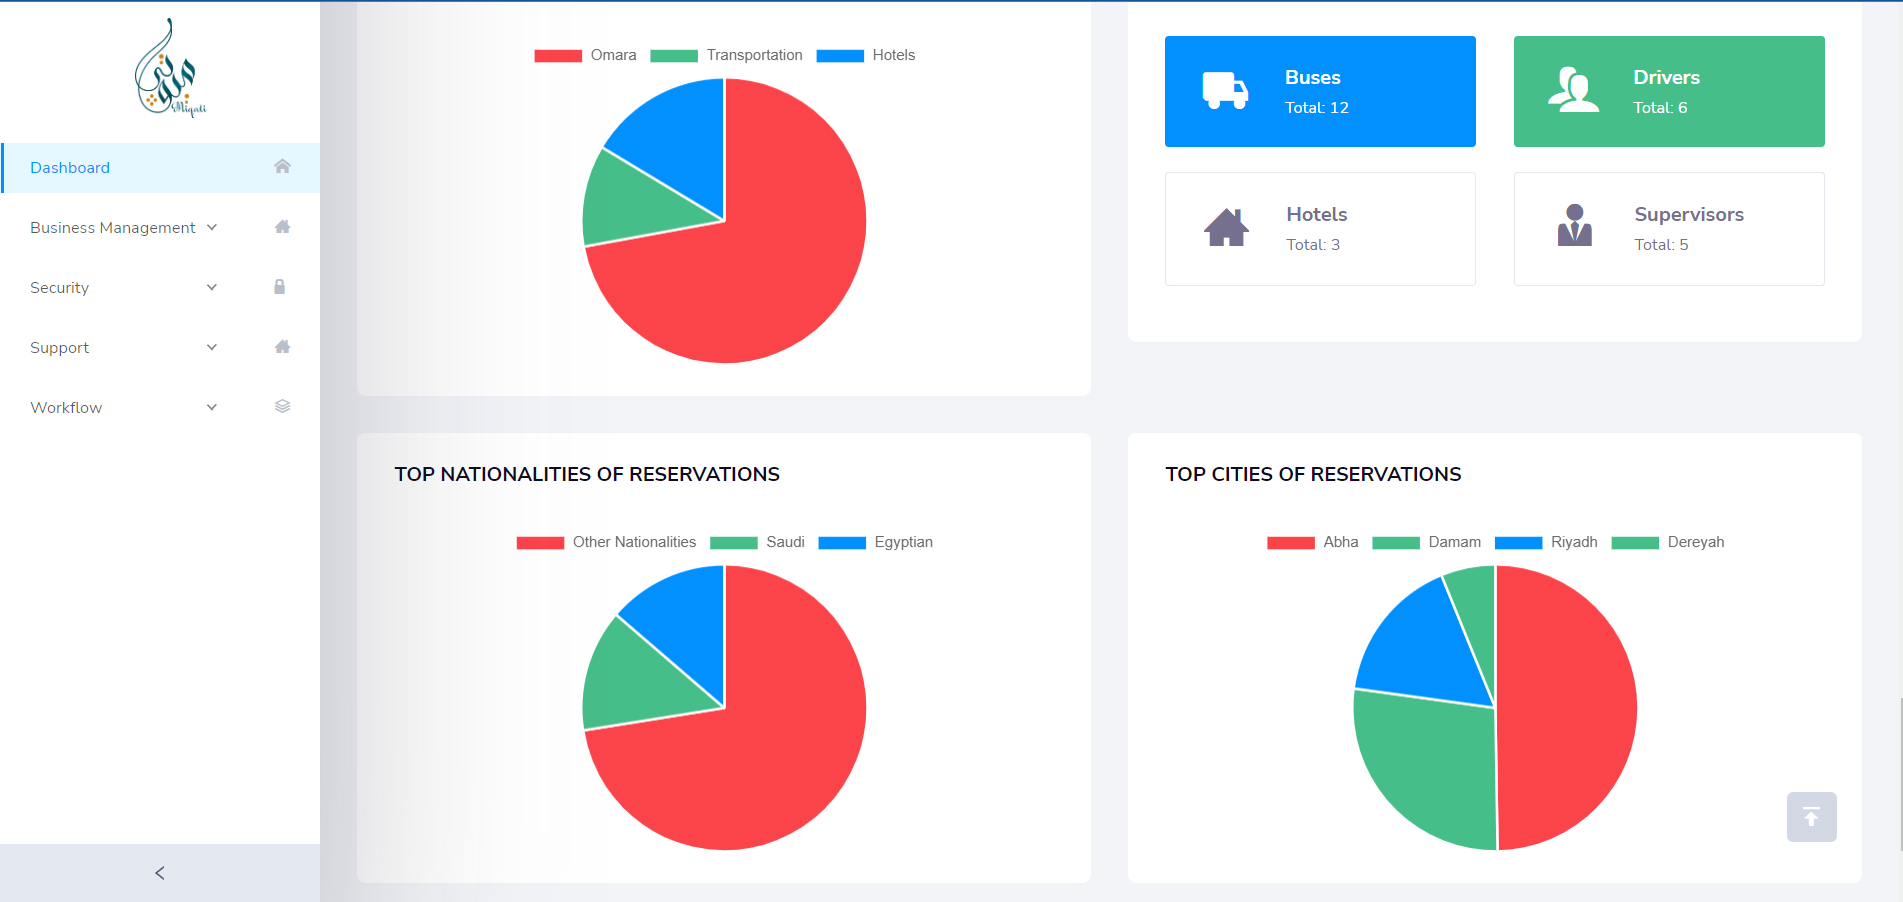 Miqati
Dashboard
Business Management
Security
Support
Workflow
Omara Transportation Hotels
Buses
Total: 12
Drivers
Total: 6
Hotels
Total: 3
Supervisors
Total: 5
TOP NATIONALITIES OF RESERVATIONS
Other Nationalities Saudi Egyptian
TOP CITIES OF RESERVATIONS
Abha Damam Riyadh Dereyah